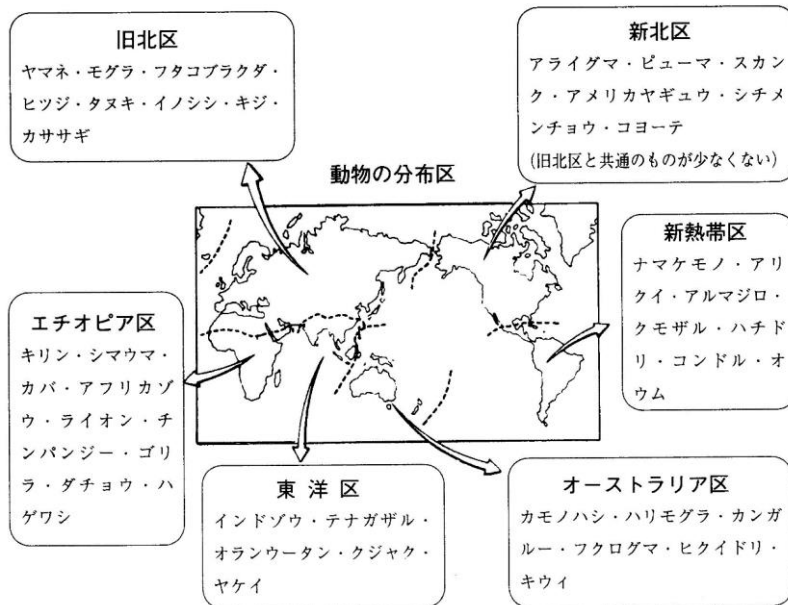 旧北区
ヤマネ・モグラ・フタコブラクダ・
ヒツジ・タヌキ・イノシシ・キジ・
カササギ
新北区
アライグマ・ピューマ・スカン
ク・アメリカヤギュウ・シチメ
ンチョウ・コヨーテ
(旧北区と共通のものが少なくない)
動物の分布区
新熱帯区
ナマケモノ・アリ
クイ・アルマジロ・
クモザル・ハチド
リ・コンドル・オ
ウム
エチオピア区
キリン・シマウマ・
カバ・アフリカゾ
ウ・ライオン・チ
ンパンジー・ゴリ
ラ・ダチョウ・ハ
ゲワシ
東洋区
インドゾウ・テナガザル・
オランウータン・クジャク・
ヤケイ
オーストラリア区
カモノハシ・ハリモグラ・カンガ
ルー・フクログマ・ヒクイドリ・
キウィ